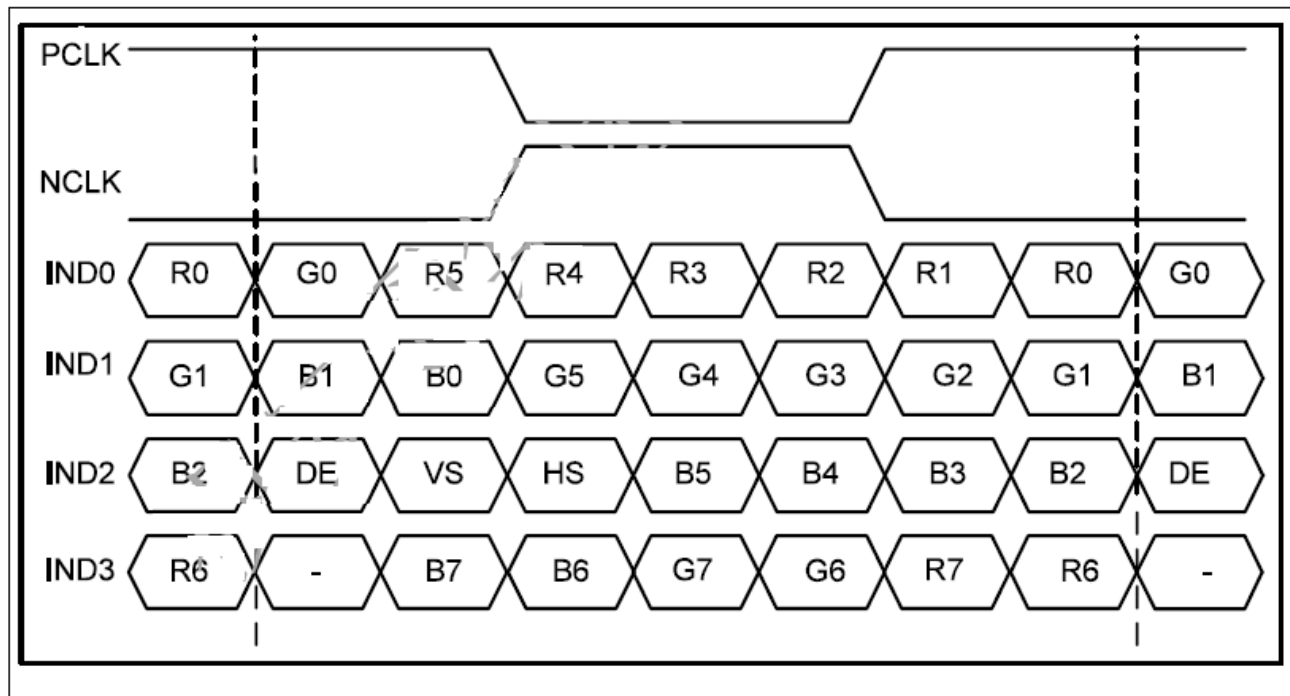 PCLK
NCLK
IND0 R0 G0 R5 R4 R3 R2 R1 R0 G0
IND1 G1 B1 B0 G5 G4 G3 G2 G1 B1
IND2 B2 DE VS HS B5 B4 B3 B2 DE
IND3 R6 - B7 B6 G7 G6 R7 R6 -